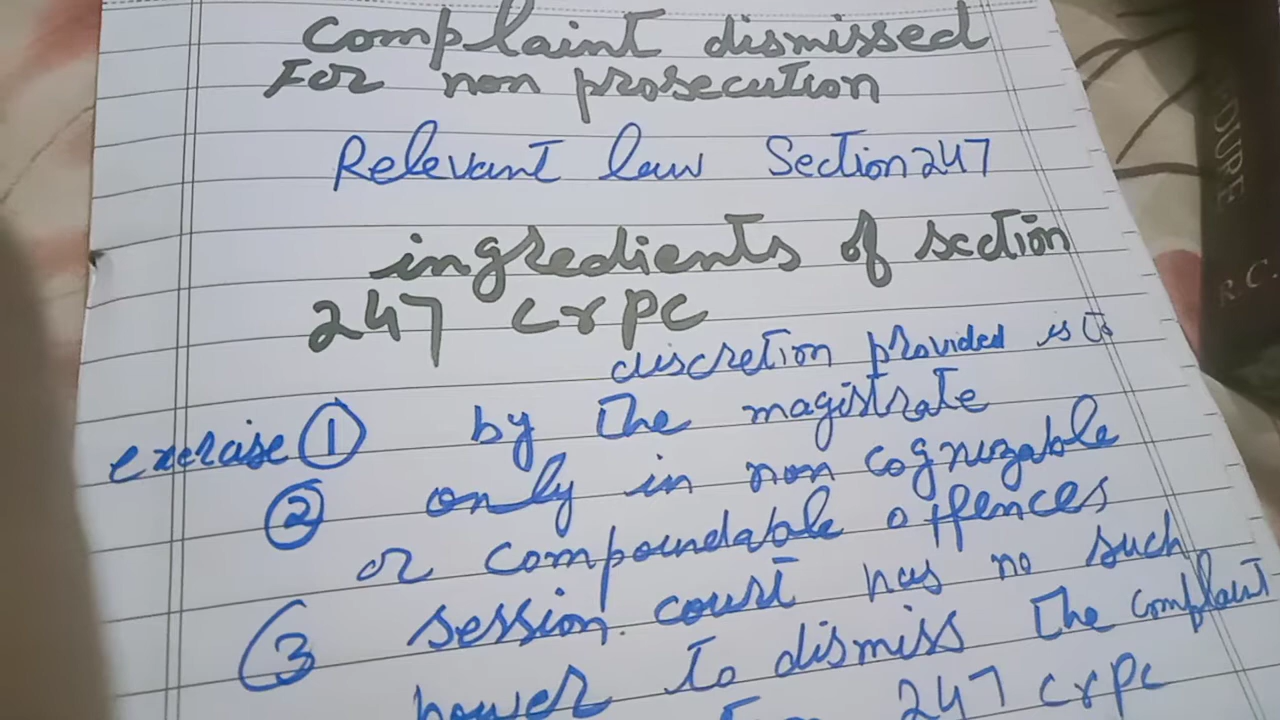 Complaint dismissed
For non prosecution
Relevant law Section 247
ingredients of section
247 crpc
discretion provided is to
exercise ① by the magistrate
② only in non cognizable
or compoundable offences
③ session court has no such
power to dismiss the complaint
247 crpc
DURE
R C